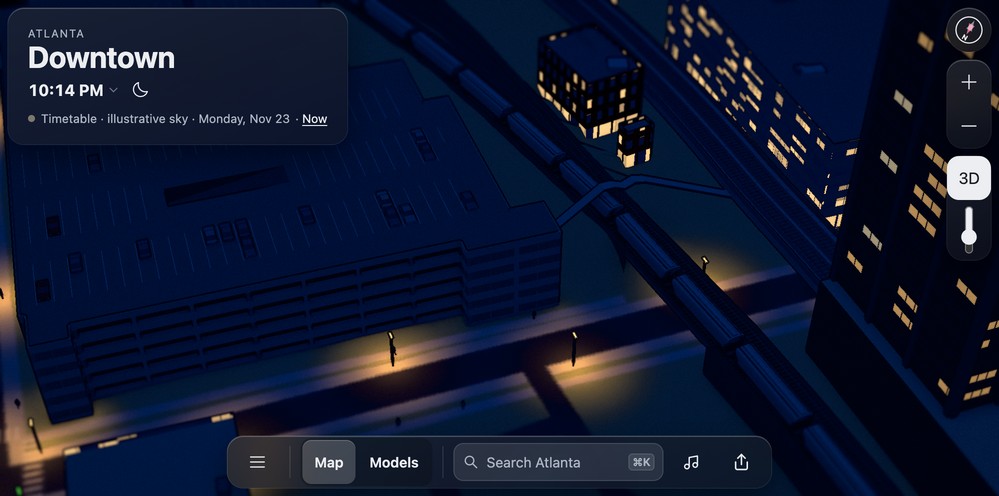 ATLANTA
Downtown
10:14 PM
Timetable · illustrative sky · Monday, Nov 23 · Now
N
3D
Map Models Search Atlanta ⌘K